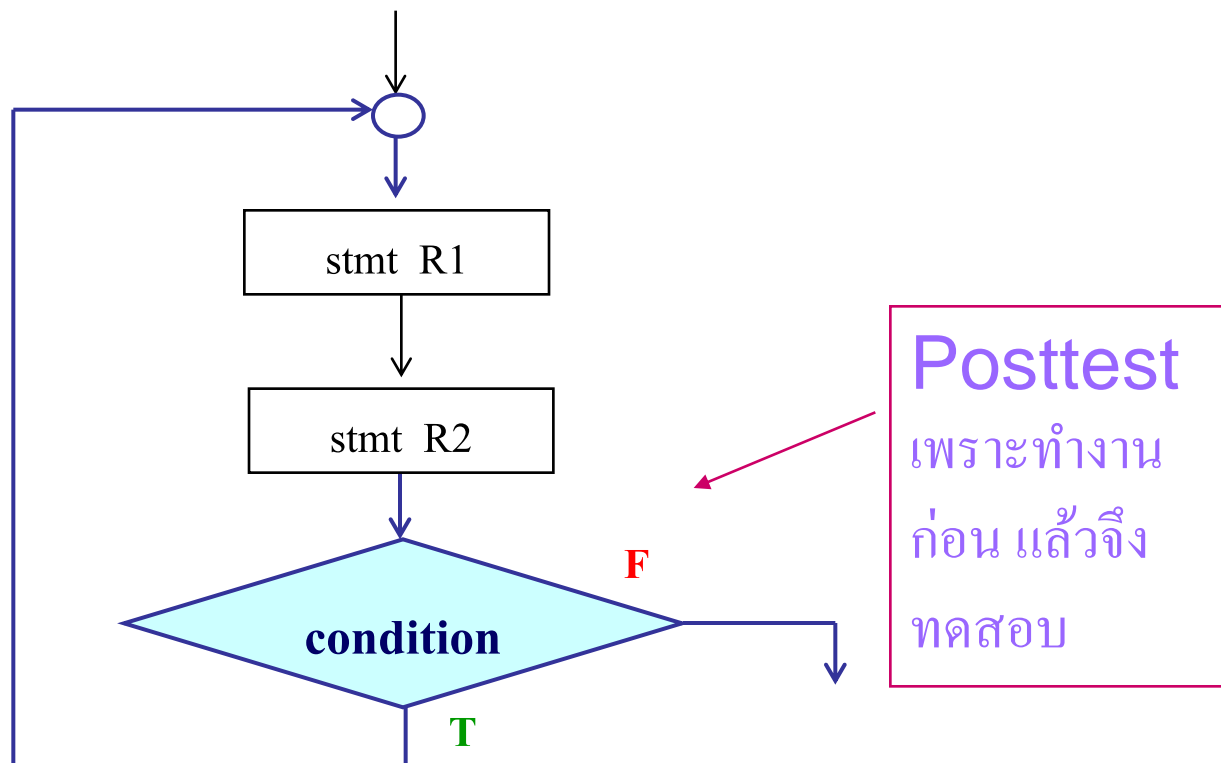 stmt R1
stmt R2
condition
F
T
Posttest
เพราะทำงาน
ก่อน แล้วจึง
ทดสอบ